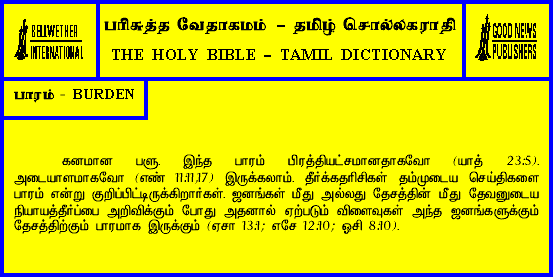 BELLWETHER
INTERNATIONAL
பரிசுத்த வேதாகமம் - தமிழ் சொல்லகராதி
THE HOLY BIBLE – TAMIL DICTIONARY
GOOD NEWS
PUBLISHERS
பாரம் - BURDEN
கனமான பளு. இந்த பாரம் பிரத்தியட்சமானதாகவோ (யாத் 23:5).
அடையாளமாகவோ (எண் 11:11,17) இருக்கலாம். தீர்க்கதரிசிகள் தம்முடைய செய்திகளை
பாரம் என்று குறிப்பிட்டிருக்கிறார்கள். ஜனங்கள் மீது அல்லது தேசத்தின் மீது தேவனுடைய
நியாயத்தீர்ப்பை அறிவிக்கும் போது அதனால் ஏற்படும் விளைவுகள் அந்த ஜனங்களுக்கும்
தேசத்திற்கும் பாரமாக இருக்கும் (ஏசா 13:1; எசே 12:10; ஓசி 8:10).